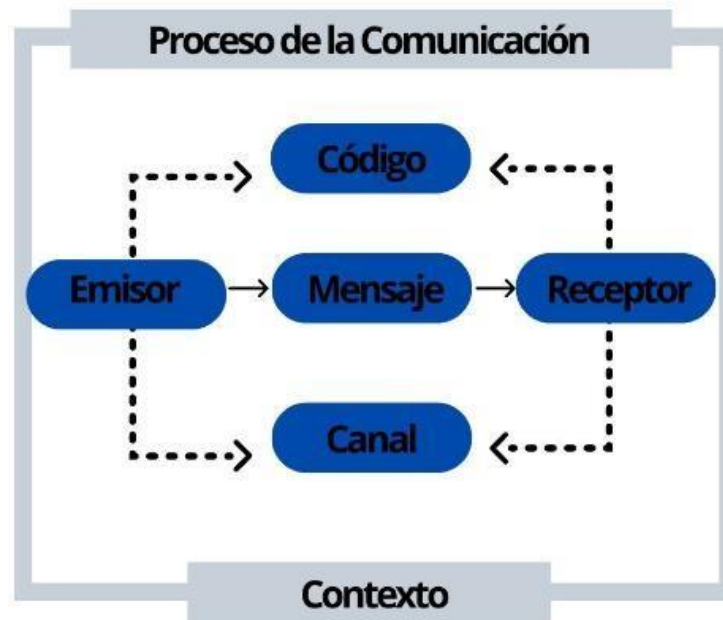 Proceso de la Comunicación
Código
Emisor
Mensaje
Receptor
Canal
Contexto